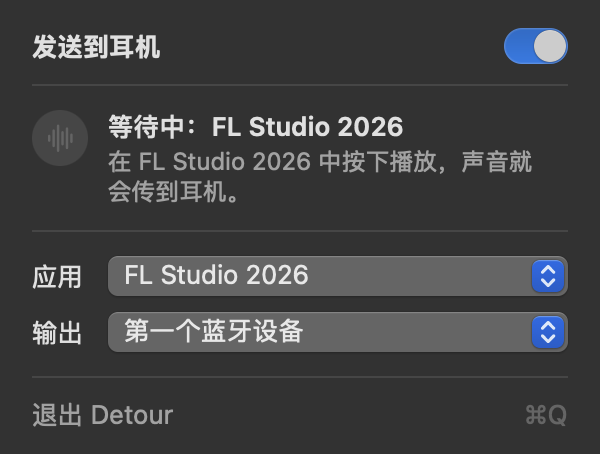 发送到耳机
等待中：FL Studio 2026
在 FL Studio 2026 中按下播放，声音就
会传到耳机。
应用 FL Studio 2026
输出 第一个蓝牙设备
退出 Detour ⌘Q